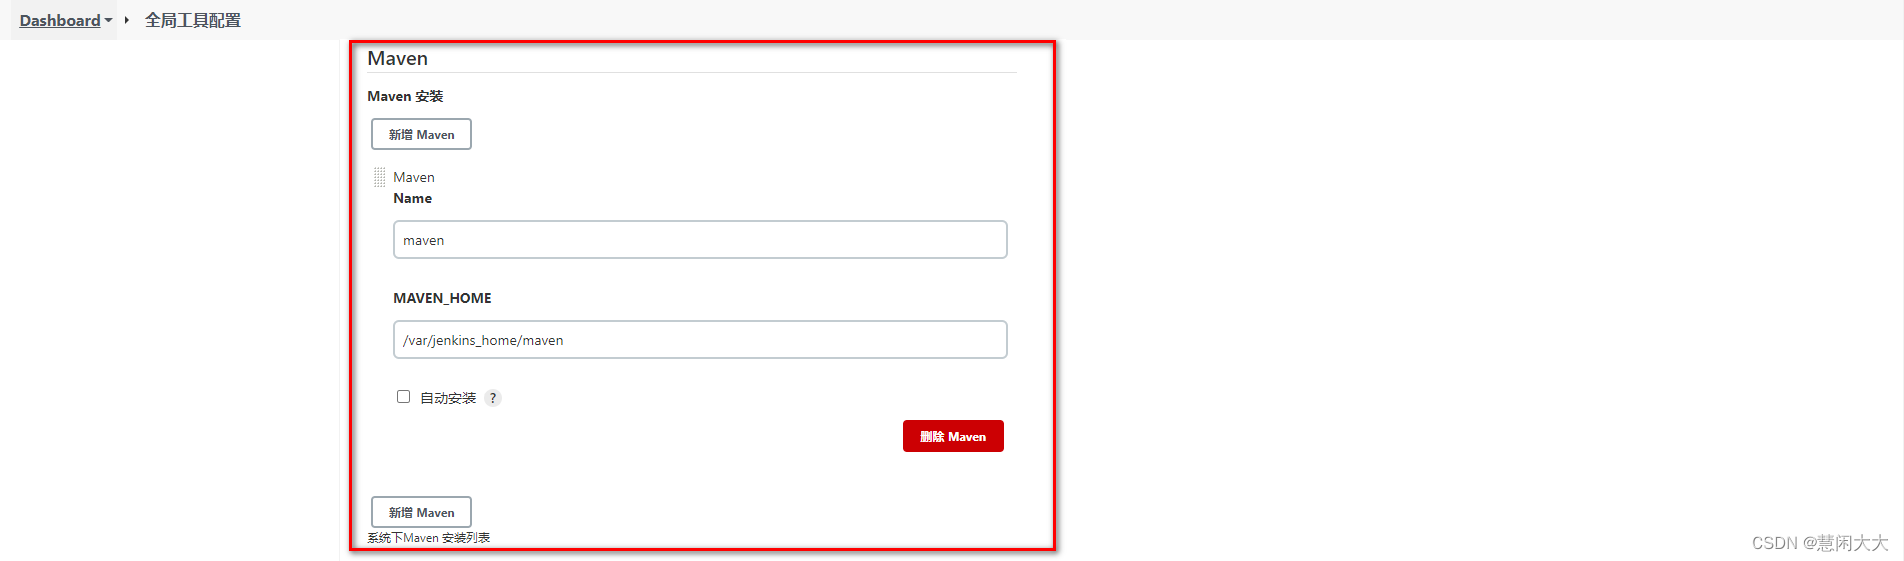 Dashboard 全局工具配置
Maven
Maven 安装
新增 Maven
Maven
Name
maven
MAVEN_HOME
/var/jenkins_home/maven
自动安装 ?
删除 Maven
新增 Maven
系统下Maven 安装列表
CSDN @慧闲大大